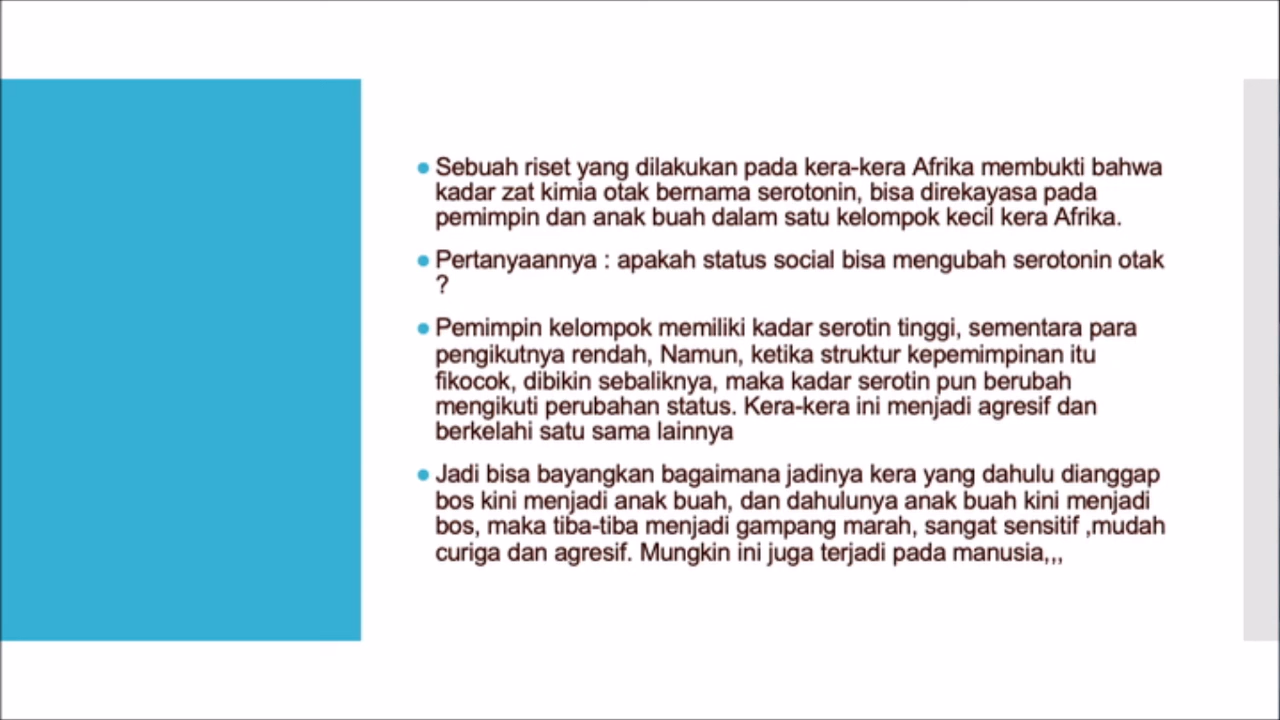 Sebuah riset yang dilakukan pada kera-kera Afrika membukti bahwa
kadar zat kimia otak bernama serotonin, bisa direkayasa pada
pemimpin dan anak buah dalam satu kelompok kecil kera Afrika.
Pertanyaannya : apakah status social bisa mengubah serotonin otak
?
Pemimpin kelompok memiliki kadar serotin tinggi, sementara para
pengikutnya rendah, Namun, ketika struktur kepemimpinan itu
fikocok, dibikin sebaliknya, maka kadar serotin pun berubah
mengikuti perubahan status. Kera-kera ini menjadi agresif dan
berkelahi satu sama lainnya
Jadi bisa bayangkan bagaimana jadinya kera yang dahulu dianggap
bos kini menjadi anak buah, dan dahulunya anak buah kini menjadi
bos, maka tiba-tiba menjadi gampang marah, sangat sensitif ,mudah
curiga dan agresif. Mungkin ini juga terjadi pada manusia,,,